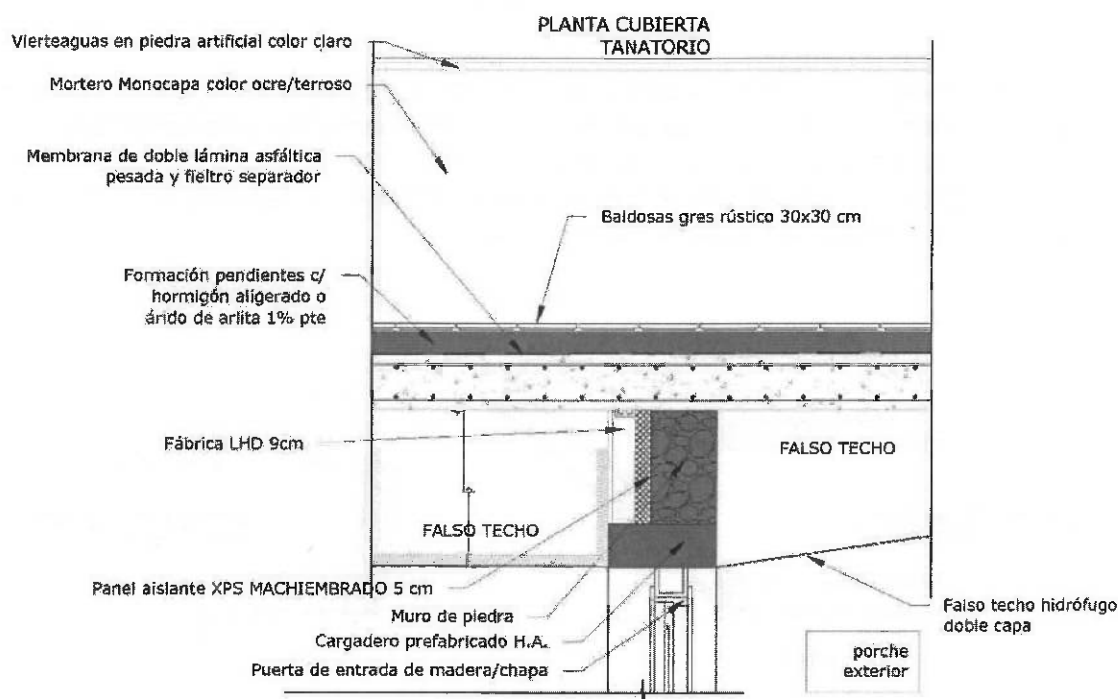 PLANTA CUBIERTA
TANATORIO
Vierteaguas en piedra artificial color claro
Mortero Monocapa color ocre/terroso
Membrana de doble lámina asfáltica
pesada y fieltro separador
Baldosas gres rústico 30x30 cm
Formación pendientes c/
hormigón aligerado o
árido de arlita 1% pte
Fábrica LHD 9cm
FALSO TECHO
FALSO TECHO
Panel aislante XPS MACHIEMBRADO 5 cm
Muro de piedra
Cargadero prefabricado H.A.
Puerta de entrada de madera/chapa
Falso techo hidrófugo
doble capa
porche
exterior